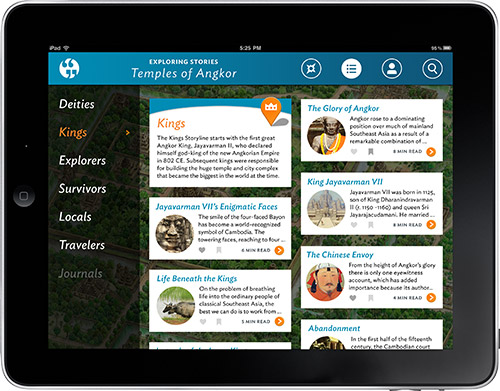 iPad
5:25 PM
95%
EXPLORING STORIES
Temples of Angkor
Deities
Kings
Explorers
Survivors
Locals
Travelers
Journals
Kings
The Kings Storyline starts with the first great
Angkor King, Jayavarman II, who declared
himself god-king of the new Angkorian Empire
in 802 CE. Subsequent kings were responsible
for building the huge temple and city complex
that became the biggest in the world at the time.
Jayavarman VII's Enigmatic Faces
The smile of the four-faced Bayon
has become a world-recognized
symbol of Cambodia. The
towering faces, reaching up to four ...
6 MIN READ
Life Beneath the Kings
On the problem of breathing
life into the ordinary people of
classical Southeast Asia, the
best we can do is to work from ...
4 MIN READ
The Glory of Angkor
Angkor rose to a dominating
position over much of mainland
Southeast Asia as a result of a
remarkable combination of ...
8 MIN READ
King Jayavarman VII
Jayavarman VII was born in 1125,
son of King Dharanindravarman
II (r. 1150 -1160) and queen Sri
Jayarajacudamani. He married ...
8 MIN READ
The Chinese Envoy
From the height of Angkor's glory
there is only one eyewitness
account, which has added
importance because its author...
4 MIN READ
Abandonment
In the first half of the fifteenth
century, the Cambodian court